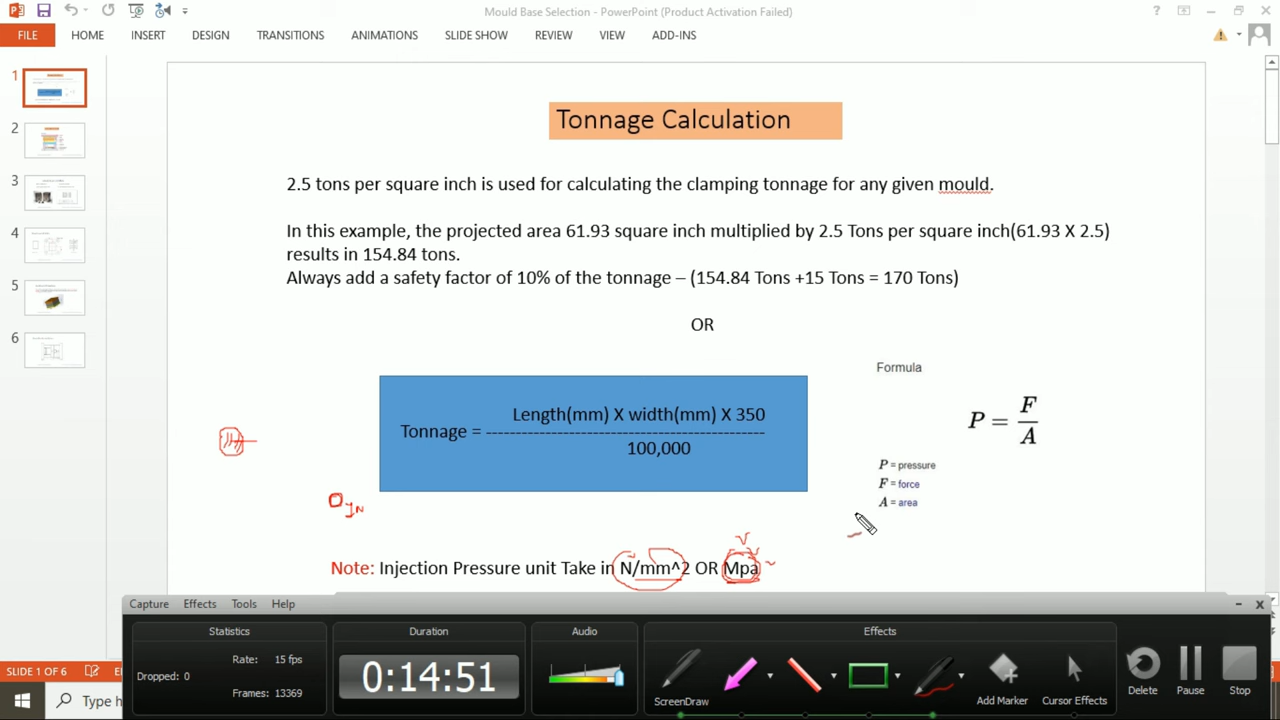 Mould Base Selection - PowerPoint (Product Activation Failed)
FILE HOME INSERT DESIGN TRANSITIONS ANIMATIONS SLIDE SHOW REVIEW VIEW ADD-INS
1
2
3
4
5
6
Tonnage Calculation
2.5 tons per square inch is used for calculating the clamping tonnage for any given mould.
In this example, the projected area 61.93 square inch multiplied by 2.5 Tons per square inch(61.93 X 2.5)
results in 154.84 tons.
Always add a safety factor of 10% of the tonnage – (154.84 Tons +15 Tons = 170 Tons)
OR
Length(mm) X width(mm) X 350
Tonnage = ------------------------------------------------
100,000
Formula
P = F
A
P = pressure
F = force
A = area
Note: Injection Pressure unit Take in N/mm^2 OR Mpa
Capture Effects Tools Help
Statistics
Dropped: 0
Rate: 15 fps
Frames: 13369
Duration
0:14:51
Audio
Effects
ScreenDraw
Add Marker
Cursor Effects
Delete
Pause
Stop
SLIDE 1 OF 6
Type h